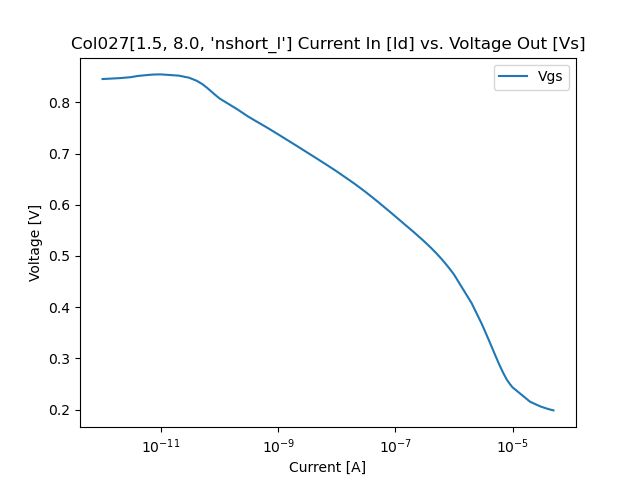 Col027[1.5, 8.0, 'nshort_l'] Current In [Id] vs. Voltage Out [Vs]
Vgs
0.8
0.7
0.6
0.5
0.4
0.3
0.2
Voltage [V]
10⁻¹¹ 10⁻⁹ 10⁻⁷ 10⁻⁵
Current [A]